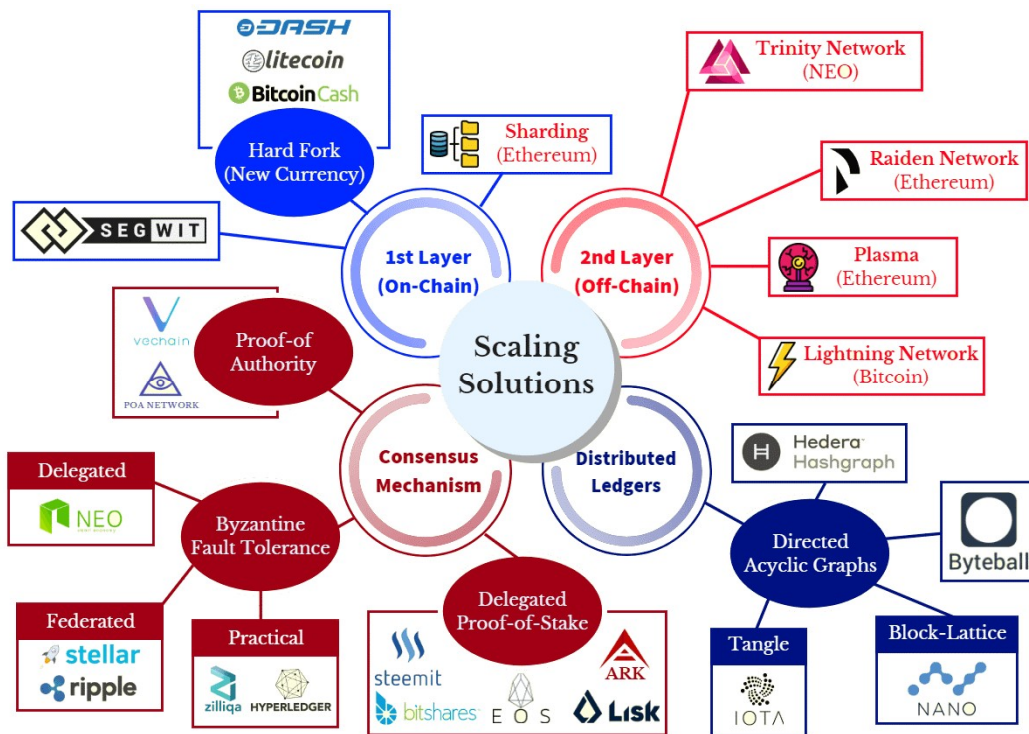 DASH
litecoin
BitcoinCash
Hard Fork
(New Currency)
Sharding
(Ethereum)
SEGWIT
1st Layer
(On-Chain)
Trinity Network
(NEO)
Raiden Network
(Ethereum)
Plasma
(Ethereum)
Lightning Network
(Bitcoin)
2nd Layer
(Off-Chain)
Scaling
Solutions
vechain
POA NETWORK
Proof-of
Authority
Consensus
Mechanism
Delegated
NEO
Byzantine
Fault Tolerance
Federated
stellar
ripple
Practical
zilliqa HYPERLEDGER
Delegated
Proof-of-Stake
steemit
ARK
bitshares
EOS
Lisk
Distributed
Ledgers
Hedera
Hashgraph
Directed
Acyclic Graphs
Byteball
Tangle
IOTA
Block-Lattice
NANO